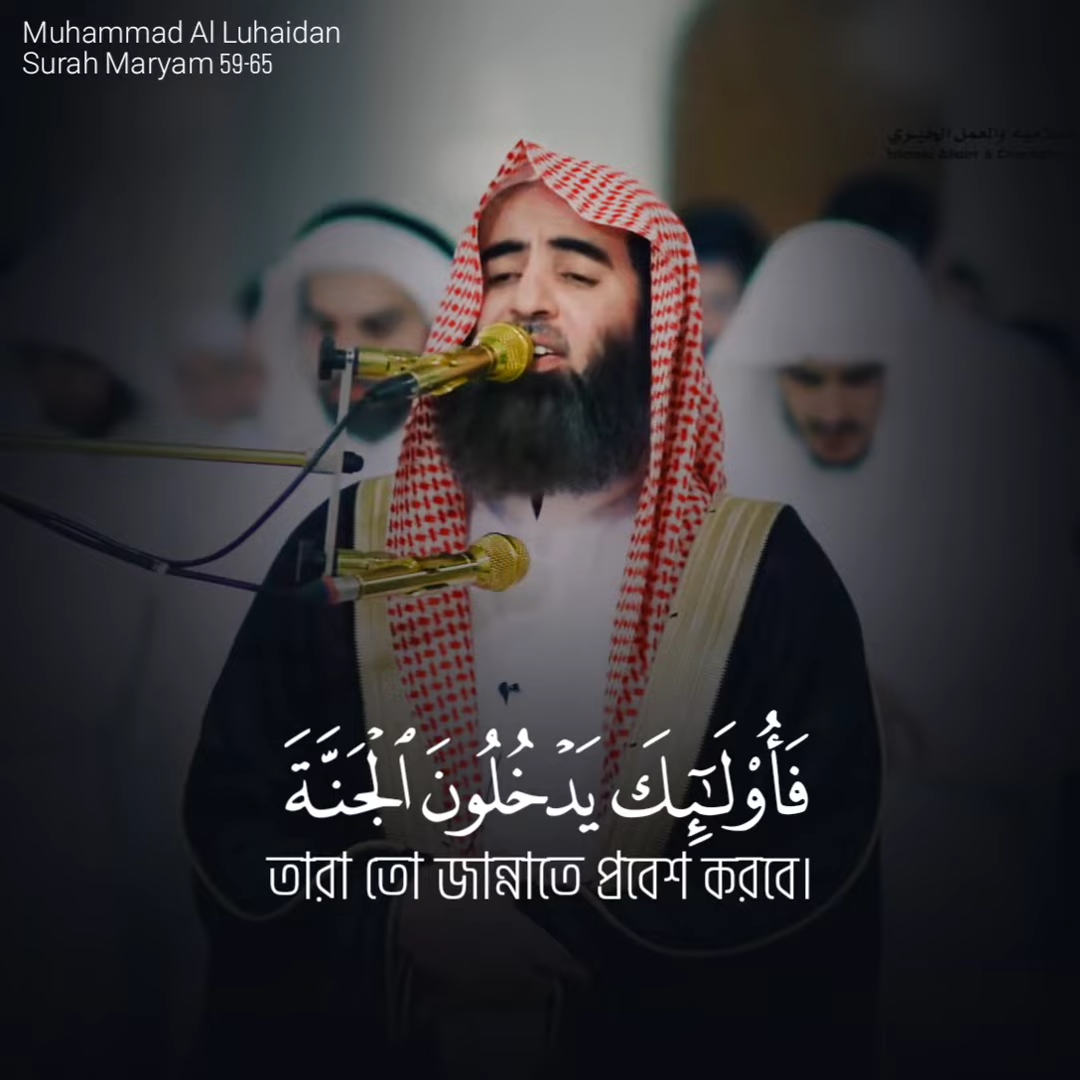 Muhammad Al Luhaidan
Surah Maryam 59-65
فَأُو۟لَـٰٓئِكَ يَدۡخُلُونَ ٱلۡجَنَّةَ
তারা তো জান্নাতে প্রবেশ করবে।